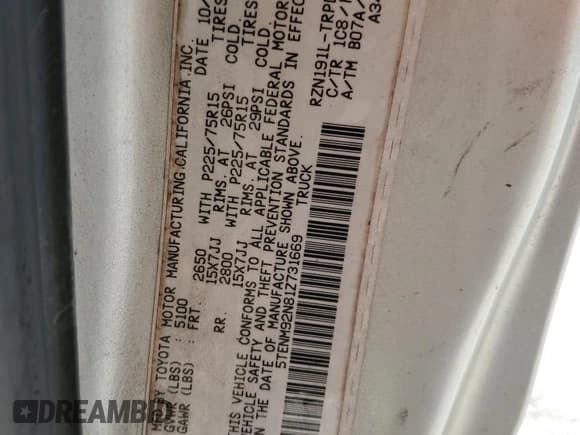 MFD BY TOYOTA MOTOR MANUFACTURING CALIFORNIA INC. DATE 10/
GVWR (LBS) : 5100
GAWR (LBS) : FRT 2650 WITH P225/75R15 TIRES
15X7JJ RIMS, AT 26PSI COLD.
RR. 2800 WITH P225/75R15 TIRES
15X7JJ RIMS, AT 29PSI COLD.
THIS VEHICLE CONFORMS TO ALL APPLICABLE FEDERAL MOTOR
VEHICLE SAFETY AND THEFT PREVENTION STANDARDS IN EFFEC
ON THE DATE OF MANUFACTURE SHOWN ABOVE.
5TENM92N81Z731669 TRUCK
RZN191L-TRP
C/TR 1C8/
A/TM B07A/
A34
DREAMBID